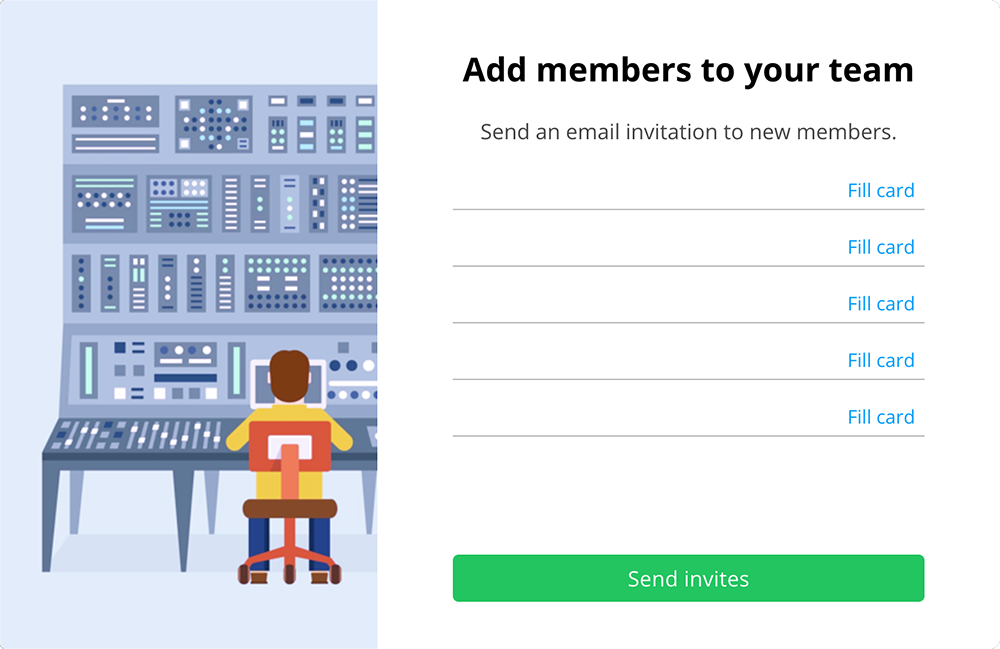 Add members to your team
Send an email invitation to new members.
Fill card
Fill card
Fill card
Fill card
Fill card
Send invites